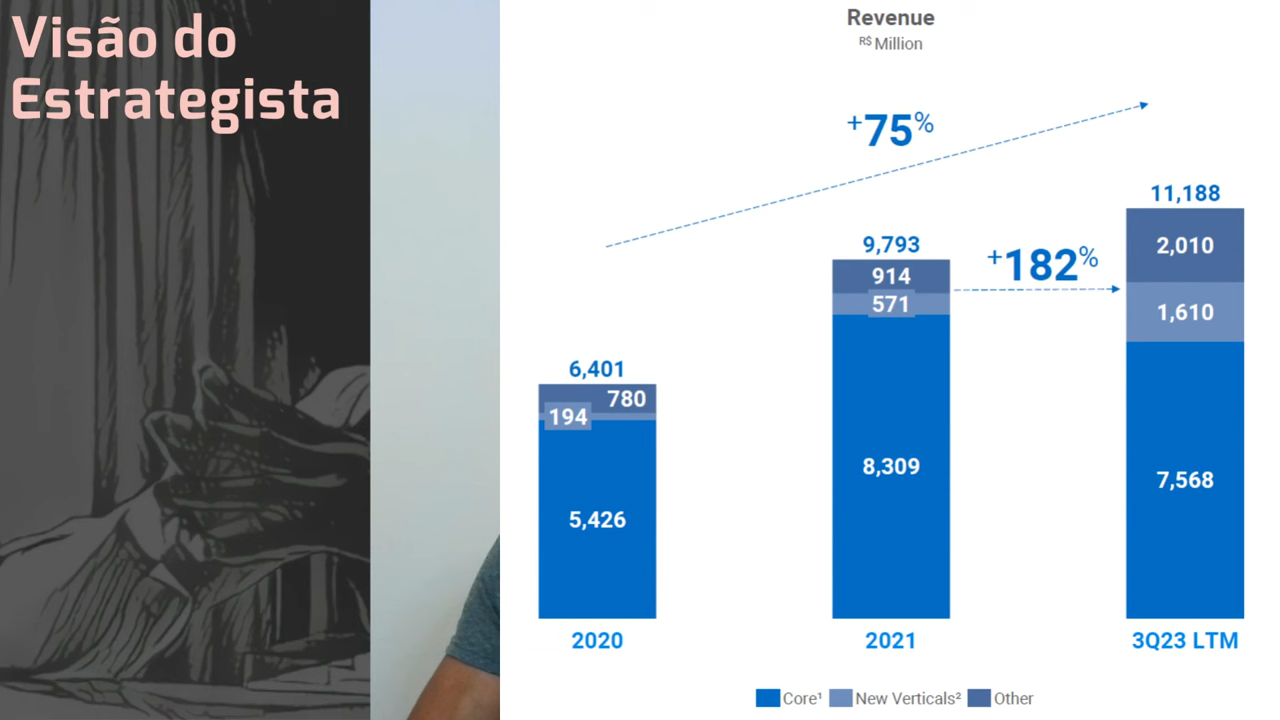 Visão do
Estrategista
Revenue
R$ Million
+75%
+182%
6,401
780
194
5,426
2020
9,793
914
571
8,309
2021
11,188
2,010
1,610
7,568
3Q23 LTM
Core¹ New Verticals² Other